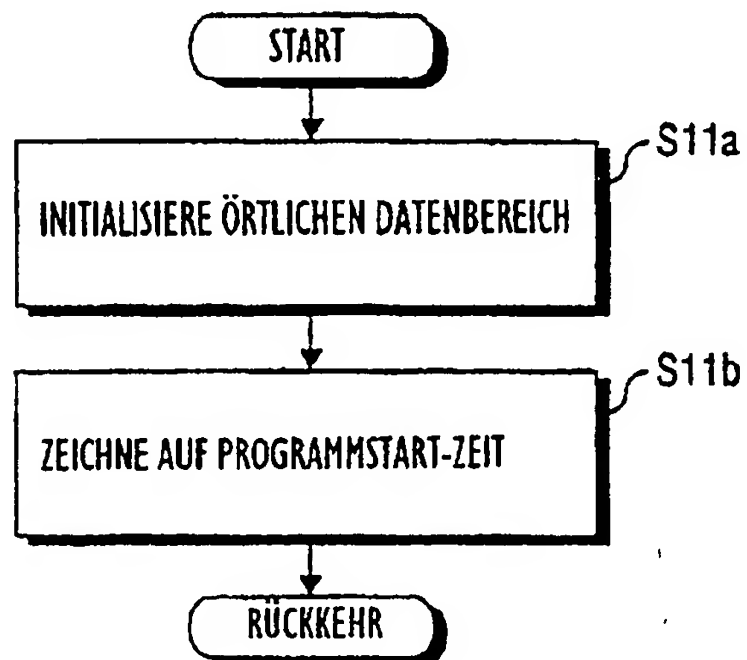 START
S11a
INITIALISIERE ÖRTLICHEN DATENBEREICH
S11b
ZEICHNE AUF PROGRAMMSTART-ZEIT
RÜCKKEHR